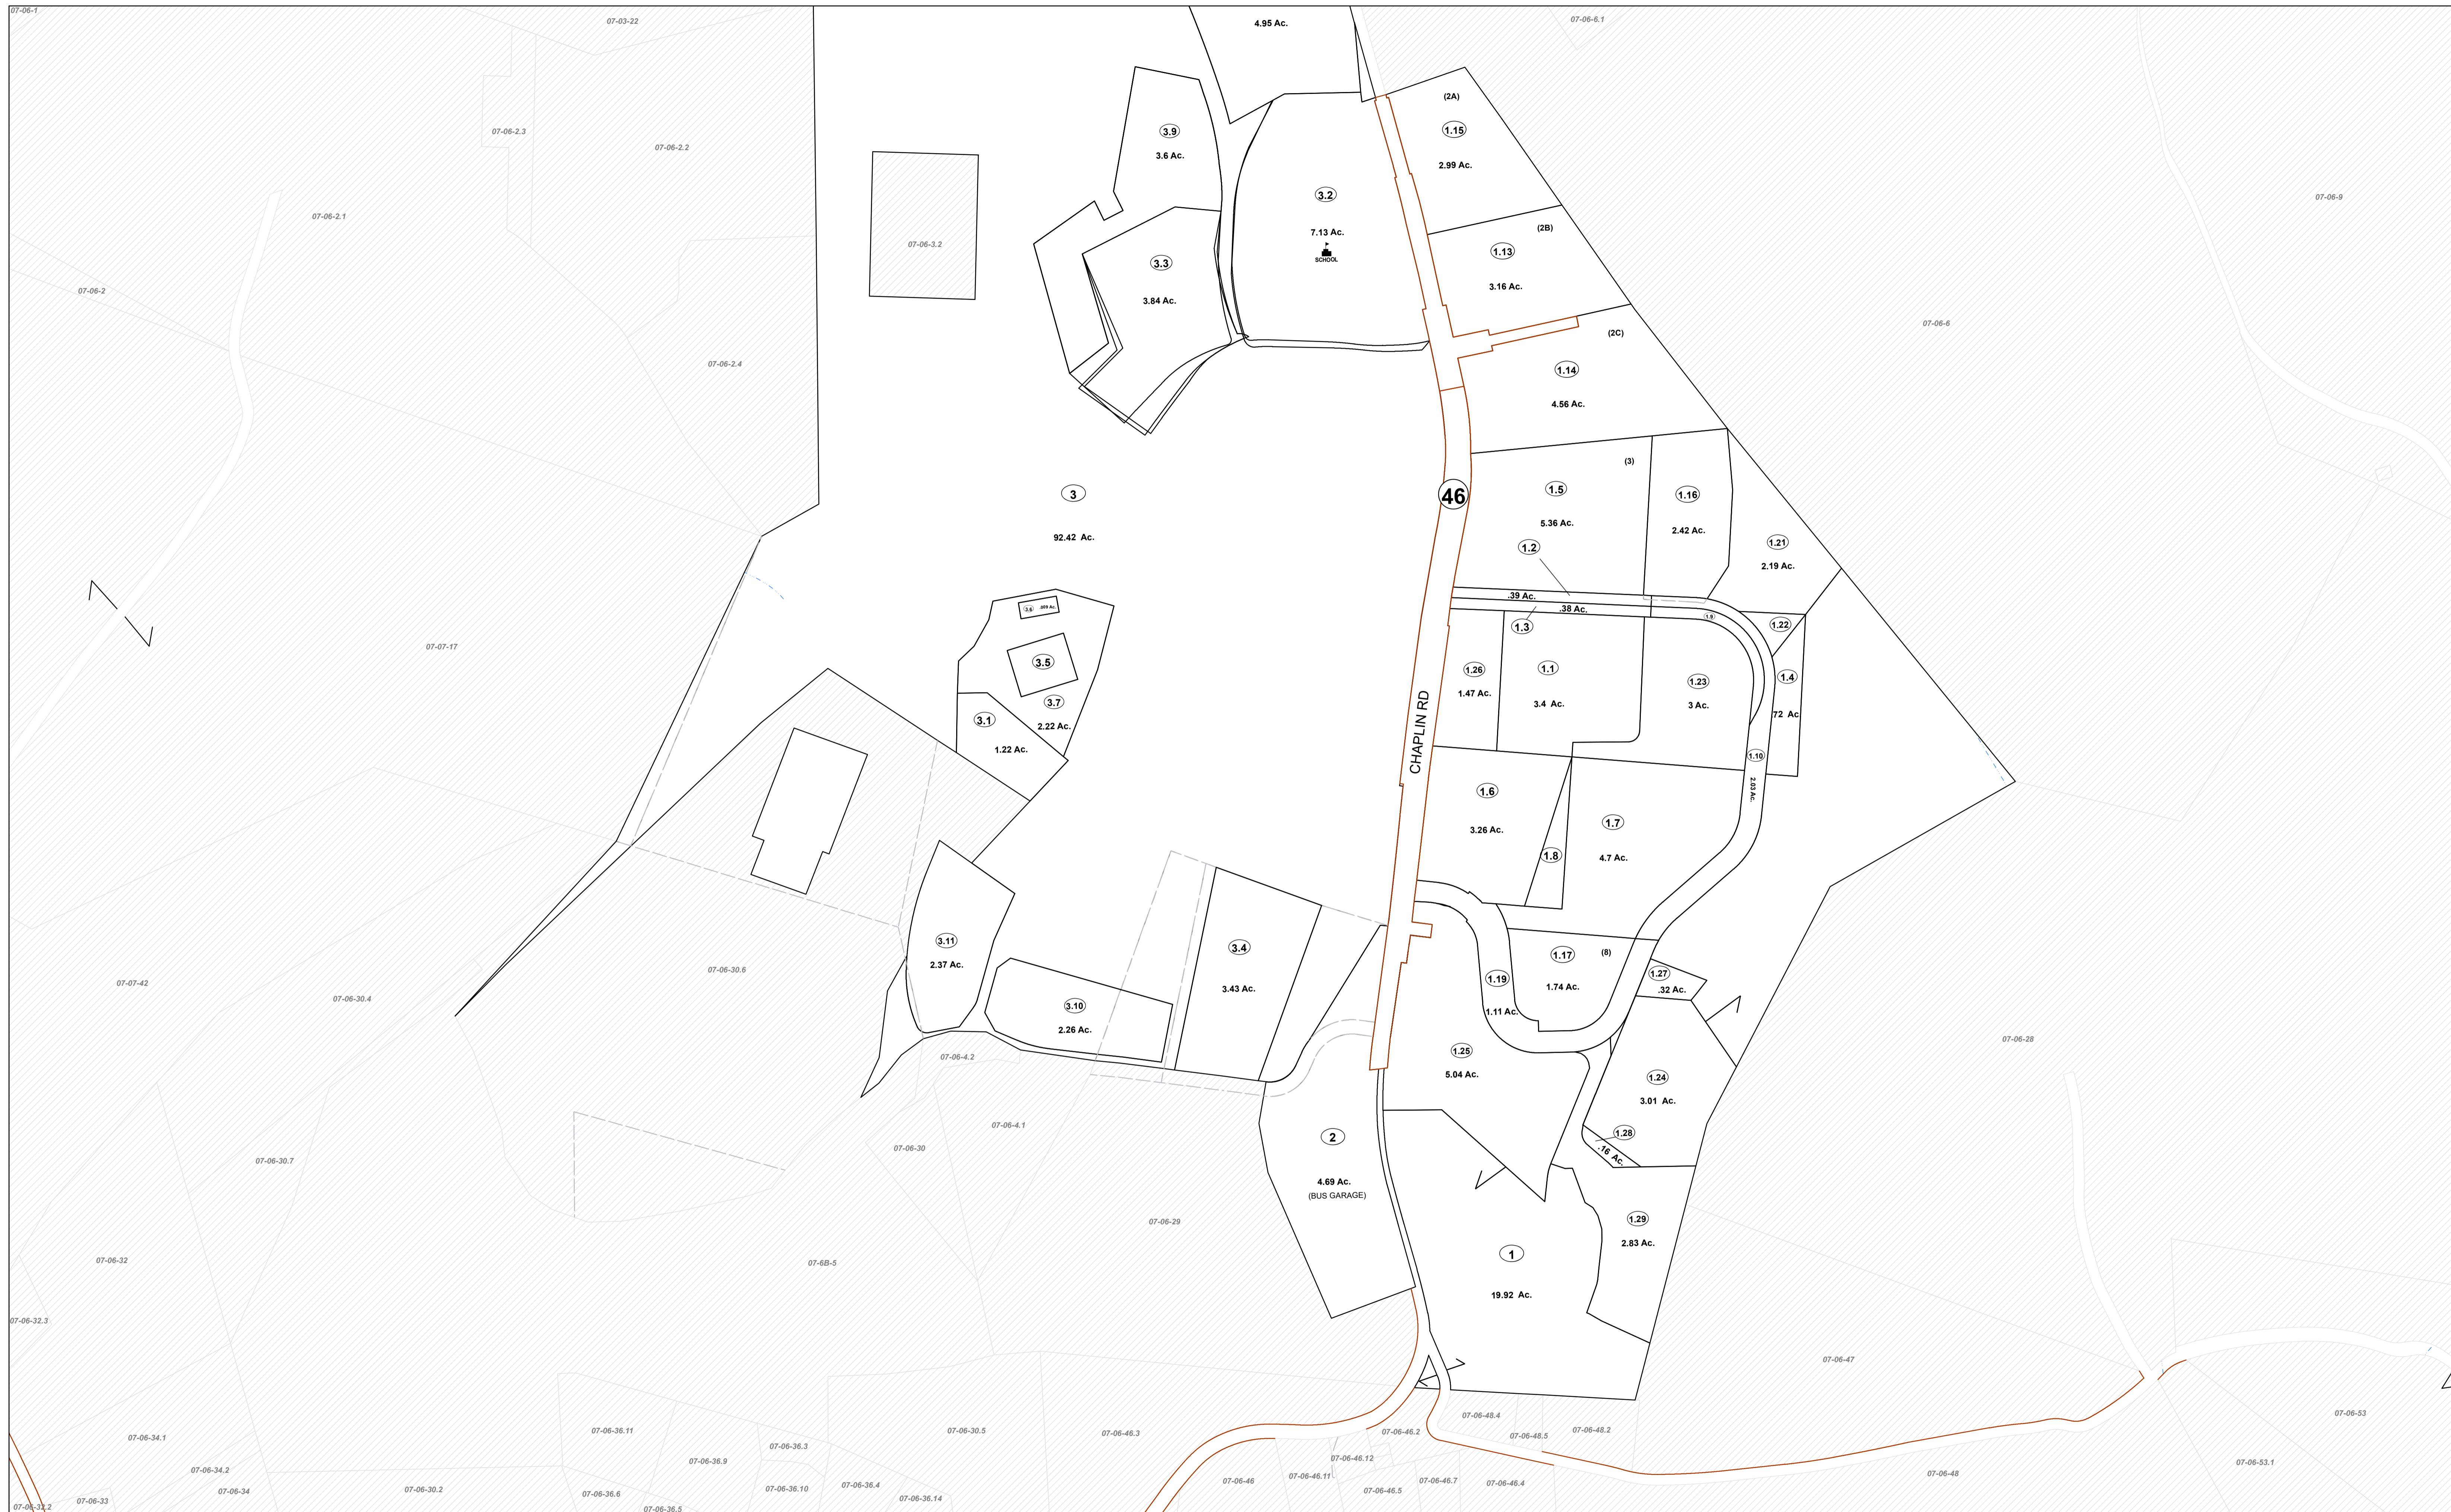 07-06-1
07-03-22
4.95 Ac.
07-06-6.1
(2A)
1.15
2.99 Ac.
3.9
3.6 Ac.
07-06-2.3
07-06-2.2
3.2
7.13 Ac.
SCHOOL
07-06-9
07-06-2.1
(2B)
1.13
3.16 Ac.
07-06-3.2
3.3
3.84 Ac.
07-06-2
07-06-6
(2C)
1.14
4.56 Ac.
07-06-2.4
(3)
1.5
5.36 Ac.
1.16
2.42 Ac.
3
92.42 Ac.
46
1.2
1.21
2.19 Ac.
.39 Ac.
.38 Ac.
1.3
1.9
1.22
3.6
.009 Ac.
07-07-17
3.5
1.26
1.47 Ac.
1.1
3.4 Ac.
1.23
3 Ac.
1.4
72 Ac
3.7
2.22 Ac.
3.1
1.22 Ac.
CHAPLIN RD
1.10
2.03 Ac.
1.6
3.26 Ac.
1.7
4.7 Ac.
1.8
3.11
2.37 Ac.
3.4
3.43 Ac.
1.17
(8)
1.74 Ac.
1.19
1.11 Ac.
1.27
.32 Ac.
07-06-30.6
07-07-42
07-06-30.4
3.10
2.26 Ac.
07-06-4.2
1.25
5.04 Ac.
07-06-28
1.24
3.01 Ac.
07-06-4.1
1.28
.16 Ac.
2
4.69 Ac.
(BUS GARAGE)
07-06-30
07-06-30.7
07-06-29
1.29
2.83 Ac.
1
19.92 Ac.
07-06-32
07-6B-5
07-06-32.3
07-06-47
07-06-53
07-06-48.4
07-06-48.5
07-06-48.2
07-06-36.11
07-06-30.5
07-06-46.3
07-06-46.2
07-06-34.1
07-06-36.3
07-06-36.9
07-06-46.12
07-06-53.1
07-06-34.2
07-06-48
07-06-46.11
07-06-46
07-06-46.7
07-06-46.4
07-06-36.4
07-06-36.10
07-06-30.2
07-06-34
07-06-46.5
07-06-36.6
07-06-36.14
07-06-33
07-06-32.2
07-06-36.5